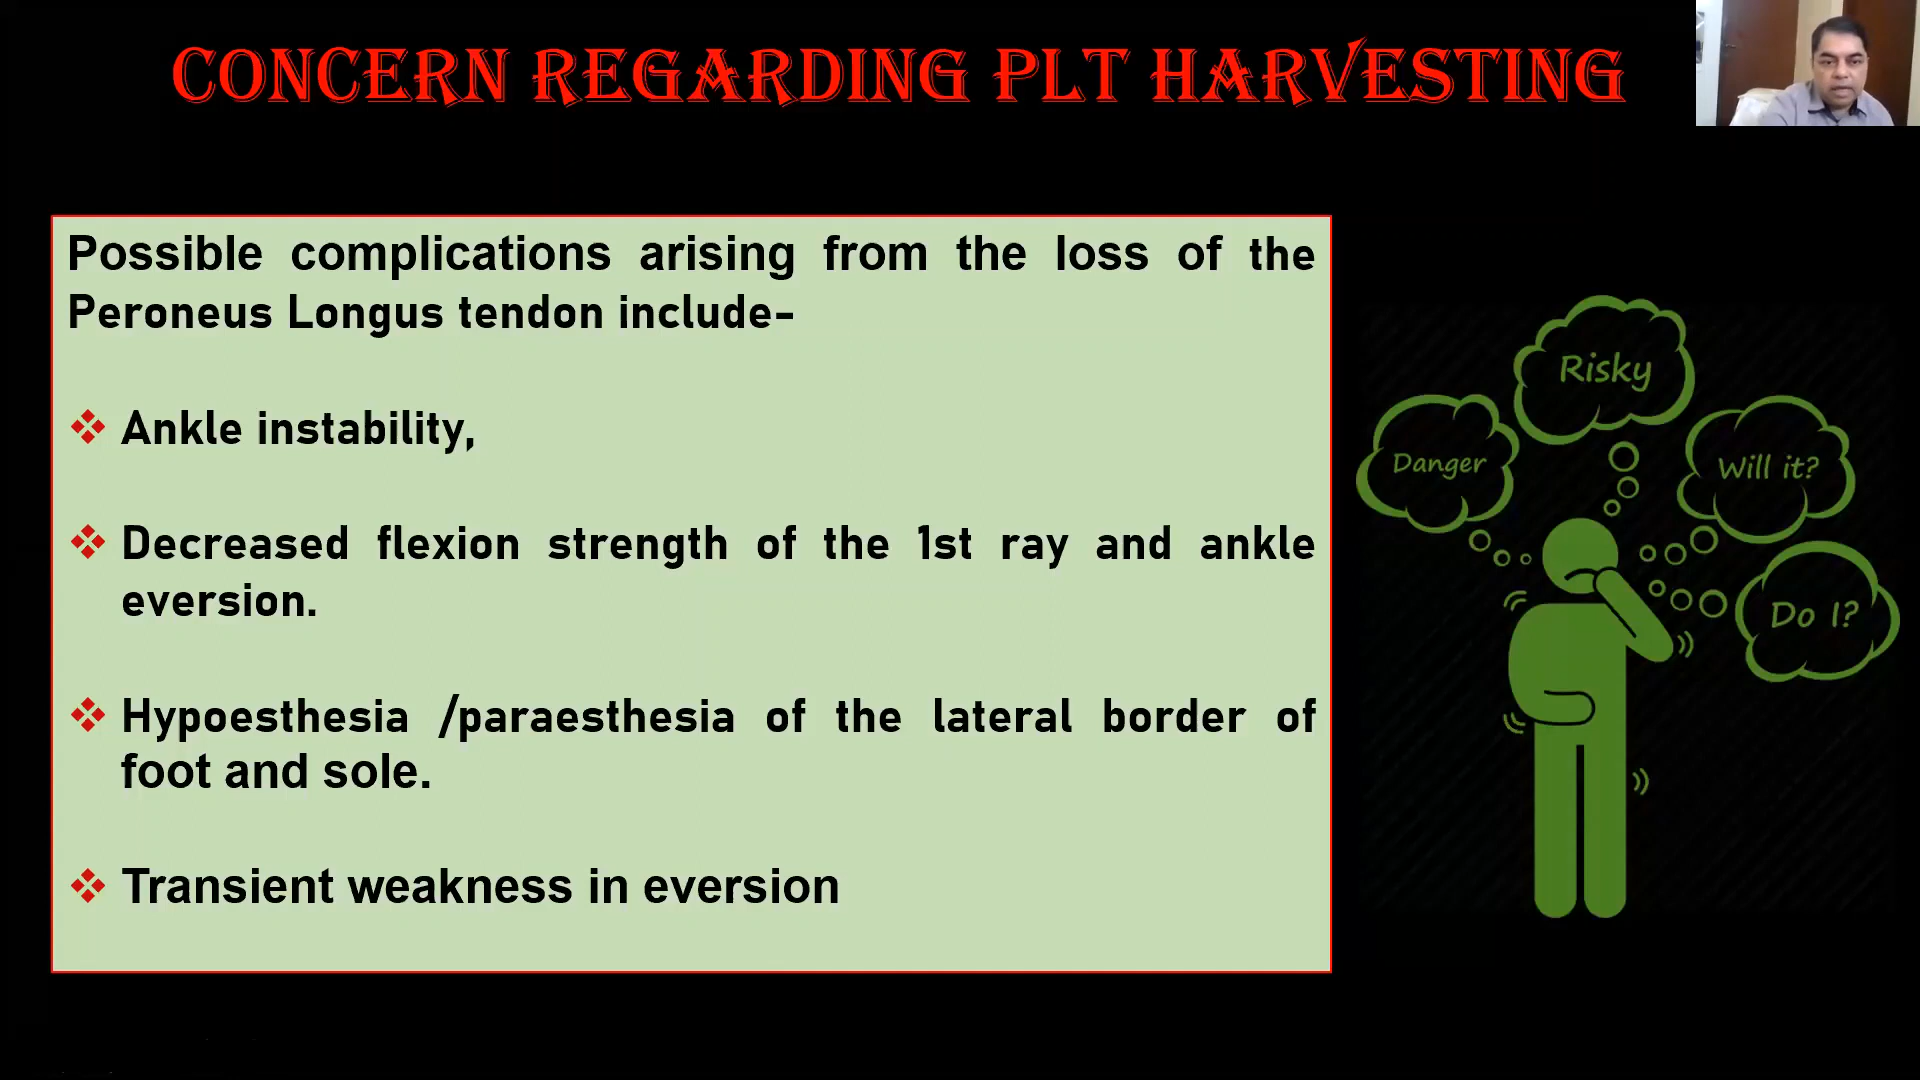 CONCERN REGARDING PLT HARVESTING
Possible complications arising from the loss of the
Peroneus Longus tendon include-
Ankle instability,
Decreased flexion strength of the 1st ray and ankle
eversion.
Hypoesthesia /paraesthesia of the lateral border of
foot and sole.
Transient weakness in eversion
Risky
Danger
Will it?
Do I?